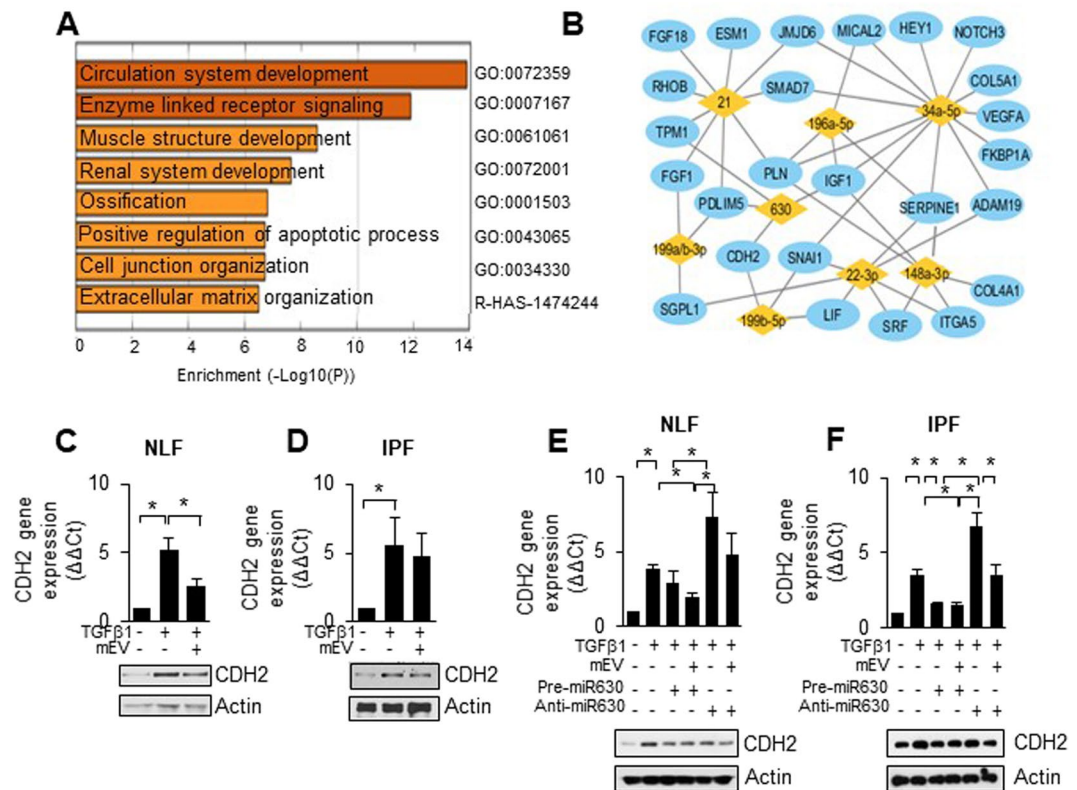 A
Circulation system development GO:0072359
Enzyme linked receptor signaling GO:0007167
Muscle structure development GO:0061061
Renal system development GO:0072001
Ossification GO:0001503
Positive regulation of apoptotic process GO:0043065
Cell junction organization GO:0034330
Extracellular matrix organization R-HAS-1474244
0 2 4 6 8 10 12 14
Enrichment (-Log10(P))
B
FGF18 ESM1 JMJD6 MICAL2 HEY1 NOTCH3
RHOB SMAD7 COL5A1
21 34a-5p VEGFA
TPM1 196a-5p FKBP1A
FGF1 PLN IGF1
PDLIM5 630 SERPINE1 ADAM19
199a/b-3p CDH2 SNAI1
22-3p 148a-3p COL4A1
SGPL1 199b-5p LIF SRF ITGA5
C
NLF
CDH2 gene
expression
(ΔΔCt)
10
5
0
* *
TGFβ1 - + +
mEV - - +
CDH2
Actin
D
IPF
CDH2 gene
expression
(ΔΔCt)
10
5
0
*
TGFβ1 - + +
mEV - - +
CDH2
Actin
E
NLF
CDH2 gene
expression
(ΔΔCt)
10
5
0
* *
* *
TGFβ1 - + + + + +
mEV - - - + - +
Pre-miR630 - - + + - -
Anti-miR630 - - - - + +
CDH2
Actin
F
IPF
CDH2 gene
expression
(ΔΔCt)
10
5
0
* * * *
* *
TGFβ1 - + + + + +
mEV - - - + - +
Pre-miR630 - - + + - -
Anti-miR630 - - - - + +
CDH2
Actin